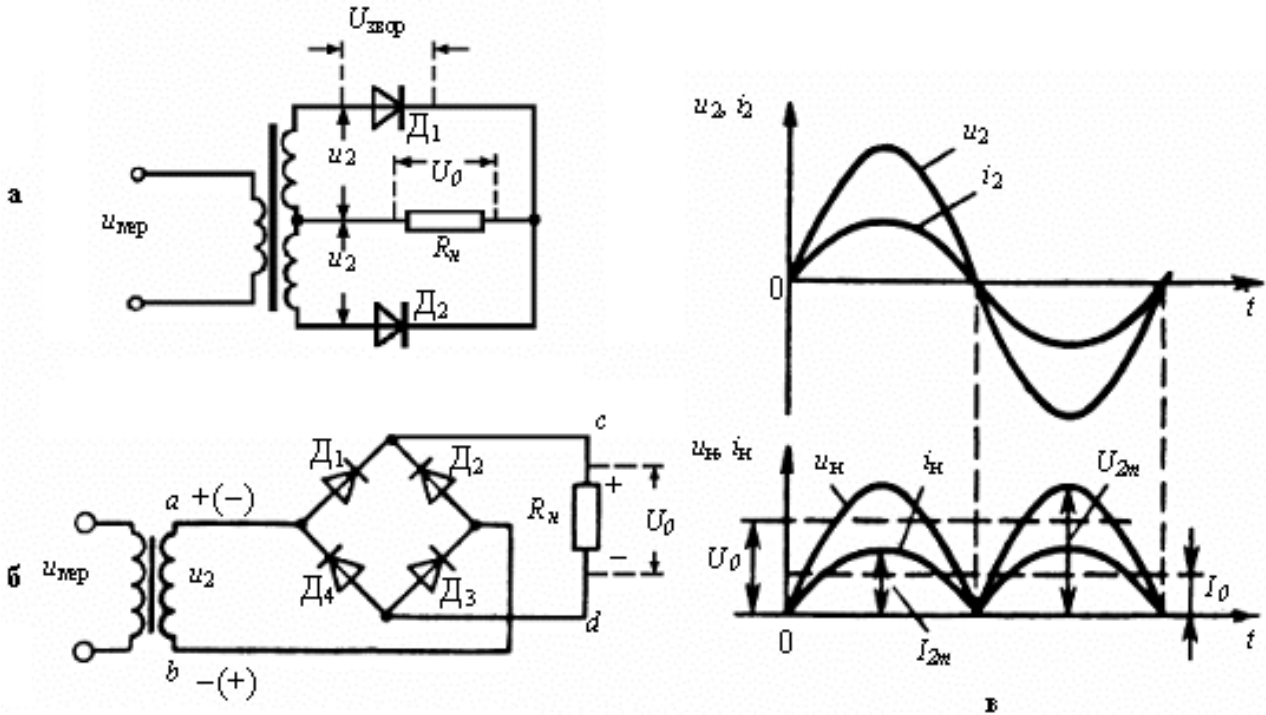 Uзвор
Д1
u2
U0
а
uмер
Rн
u2
Д2
u2, i2
u2
i2
0
t
c
Д1
Д2
a +(−)
+
Rн
U0
−
б
uмер
u2
Д4
Д3
d
b
−(+)
uн, iн
uн
iн
U2m
U0
I0
0
I2m
t
в